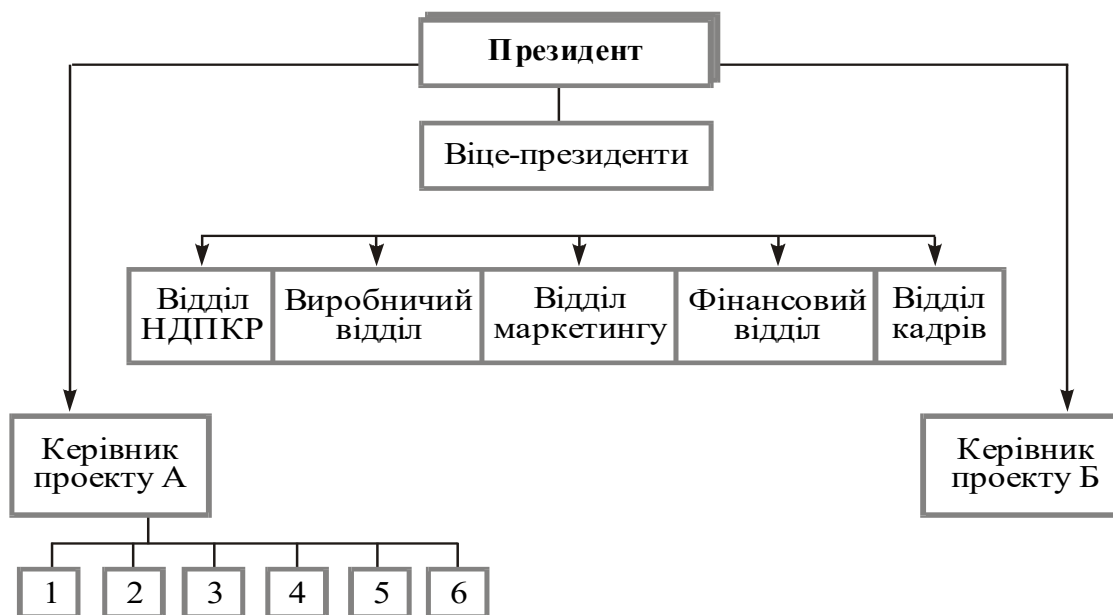 Президент
Віце-президенти
Відділ
НДПКР
Виробничий
відділ
Відділ
маркетингу
Фінансовий
відділ
Відділ
кадрів
Керівник
проекту А
Керівник
проекту Б
1
2
3
4
5
6